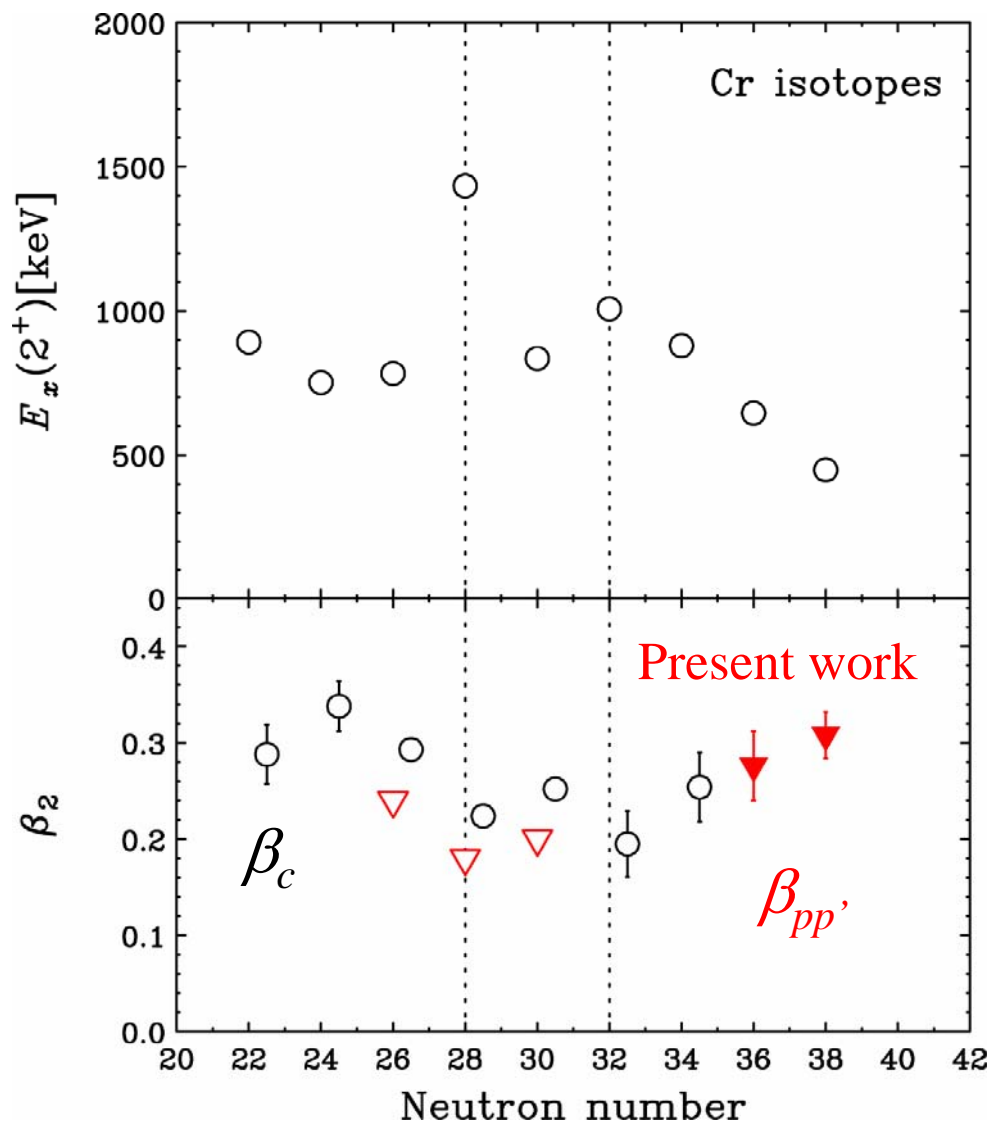 2000
Cr isotopes
1500
1000
500
0
E_x(2^+)[keV]
0.4
0.3
0.2
0.1
0.0
β_2
Present work
β_c
β_pp’
20 22 24 26 28 30 32 34 36 38 40 42
Neutron number